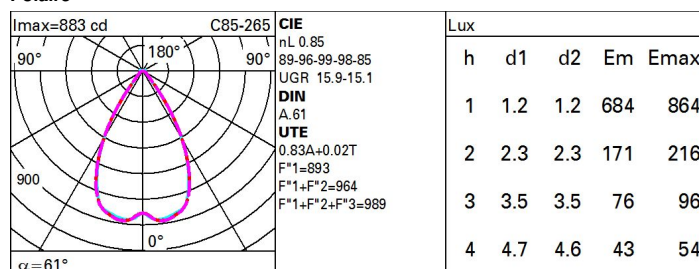 Imax=883 cd C85-265
90° 180° 90°
900
0°
α=61°
CIE
nL 0.85
89-96-99-98-85
UGR 15.9-15.1
DIN
A.61
UTE
0.83A+0.02T
F"1=893
F"1+F"2=964
F"1+F"2+F"3=989
Lux
h d1 d2 Em Emax
1 1.2 1.2 684 864
2 2.3 2.3 171 216
3 3.5 3.5 76 96
4 4.7 4.6 43 54